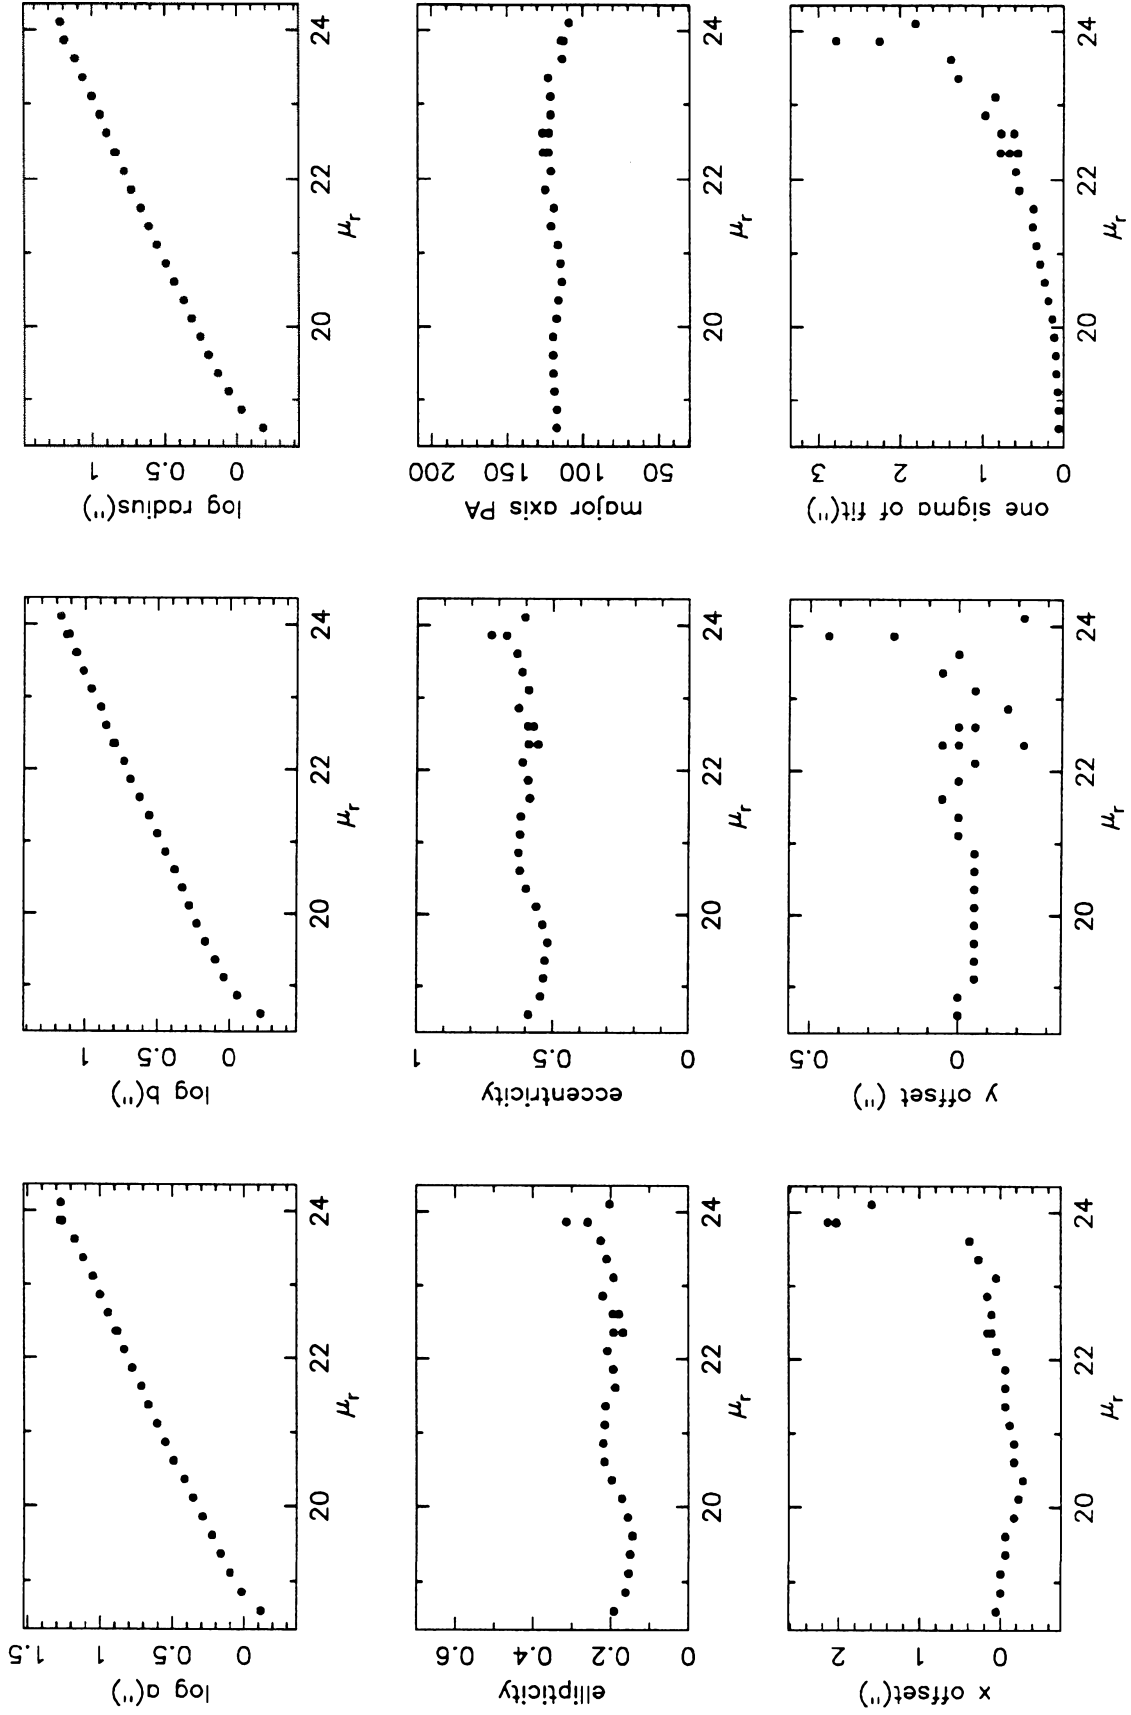 log a(")
1.5
1
0.5
0
20 22 24
μr
log b(")
1
0.5
0
20 22 24
μr
log radius(")
1
0.5
0
20 22 24
μr
ellipticity
0.6
0.4
0.2
0
20 22 24
μr
eccentricity
1
0.5
0
20 22 24
μr
major axis PA
200
150
100
50
20 22 24
μr
x offset(")
2
1
0
20 22 24
μr
y offset (")
0.5
0
20 22 24
μr
one sigma of fit(")
3
2
1
0
20 22 24
μr